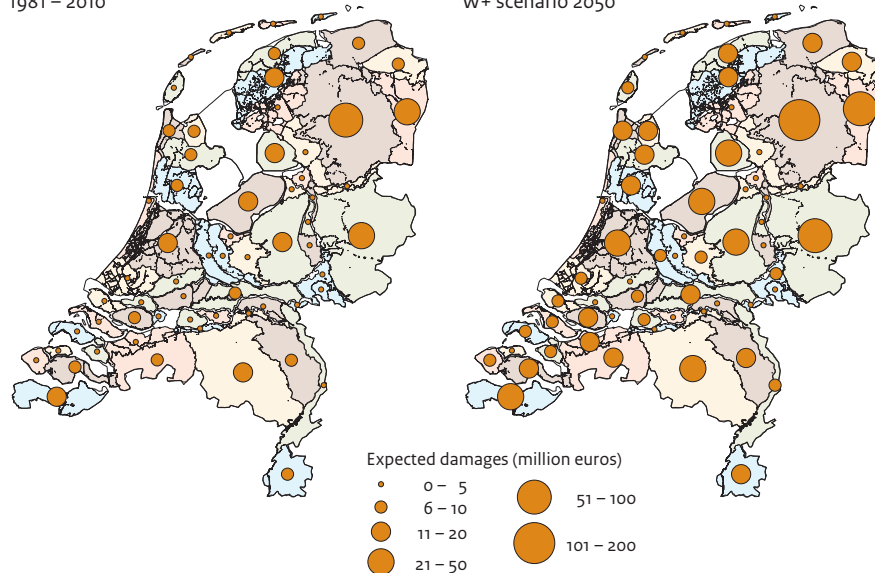 1981 – 2010
W+ scenario 2050
Expected damages (million euros)
0 – 5
6 – 10
11 – 20
21 – 50
51 – 100
101 – 200